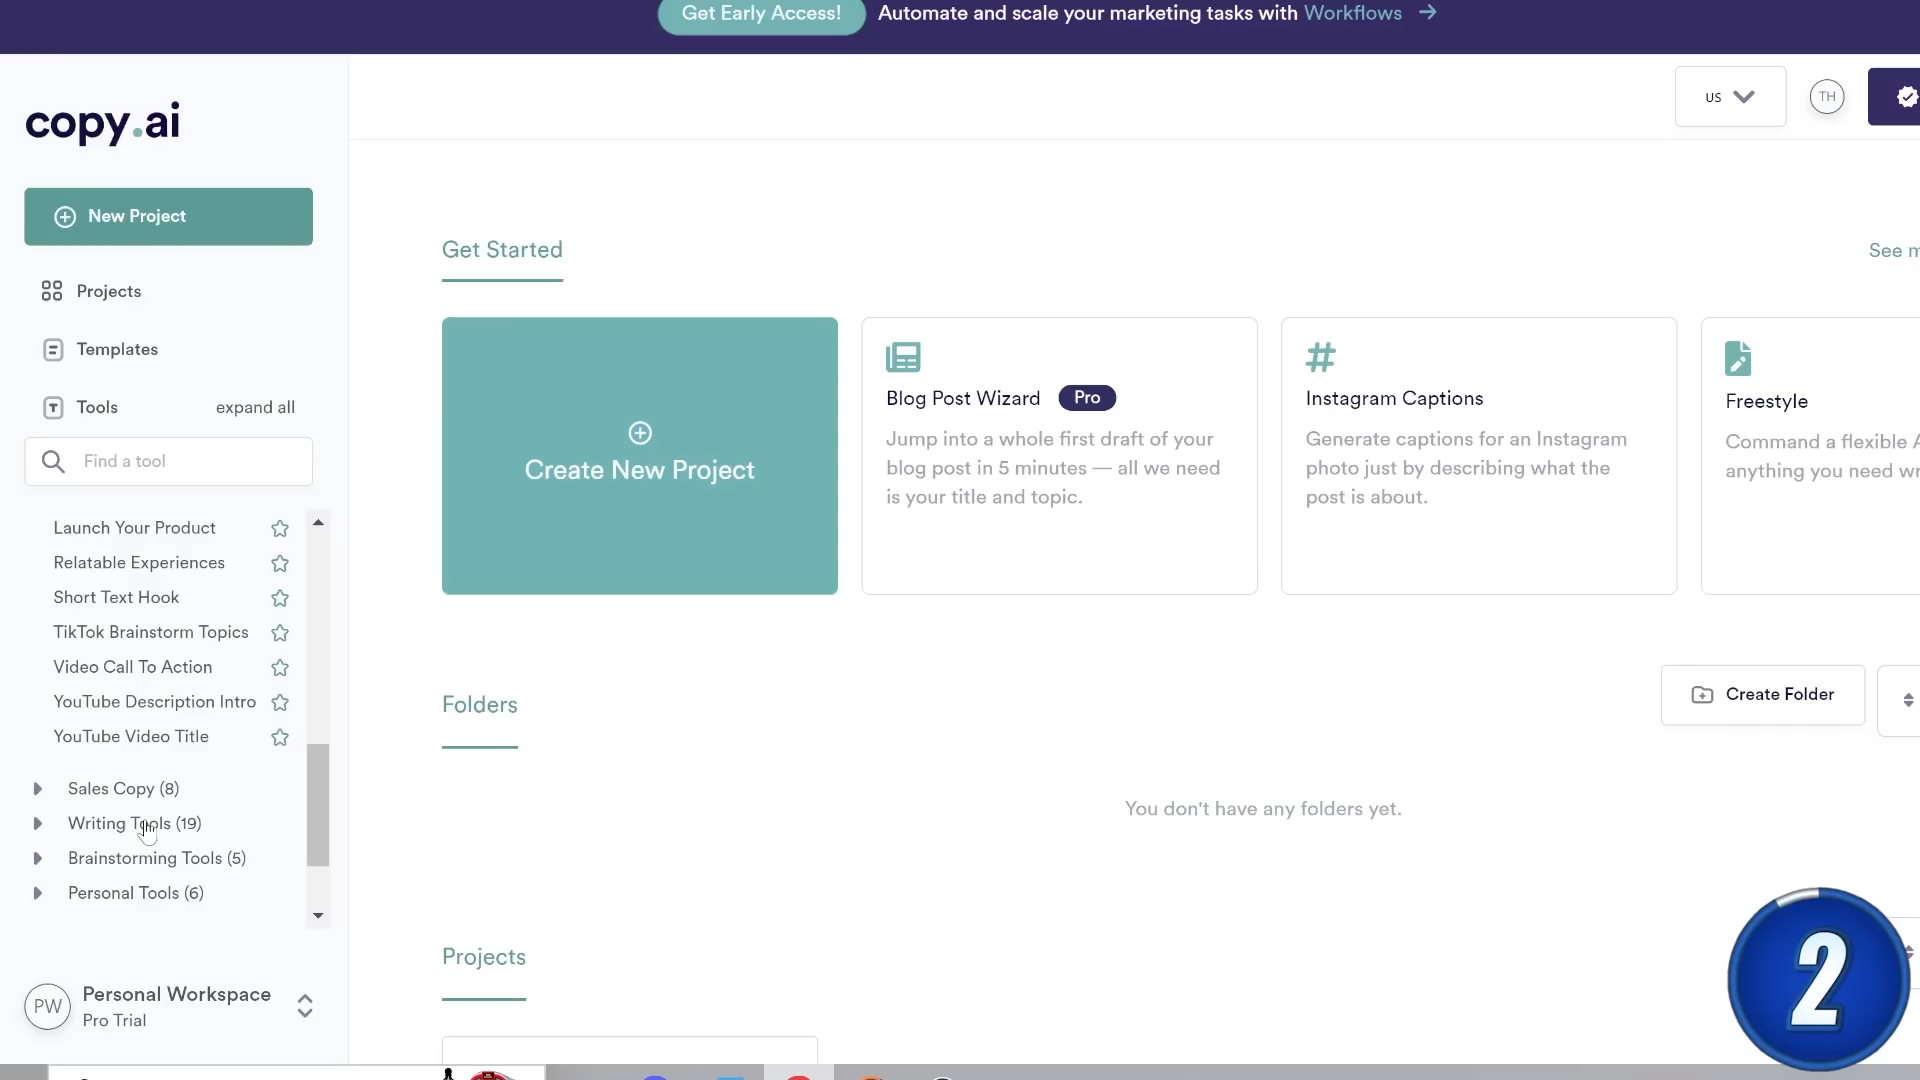 Get Early Access! Automate and scale your marketing tasks with Workflows
copy.ai
US
TH
New Project
Projects
Templates
Tools expand all
Find a tool
Launch Your Product
Relatable Experiences
Short Text Hook
TikTok Brainstorm Topics
Video Call To Action
YouTube Description Intro
YouTube Video Title
Sales Copy (8)
Writing Tools (19)
Brainstorming Tools (5)
Personal Tools (6)
PW
Personal Workspace
Pro Trial
Get Started
See
Create New Project
Blog Post Wizard Pro
Jump into a whole first draft of your
blog post in 5 minutes — all we need
is your title and topic.
Instagram Captions
Generate captions for an Instagram
photo just by describing what the
post is about.
Freestyle
Command a flexible
anything you need
Folders
Create Folder
You don't have any folders yet.
Projects
2